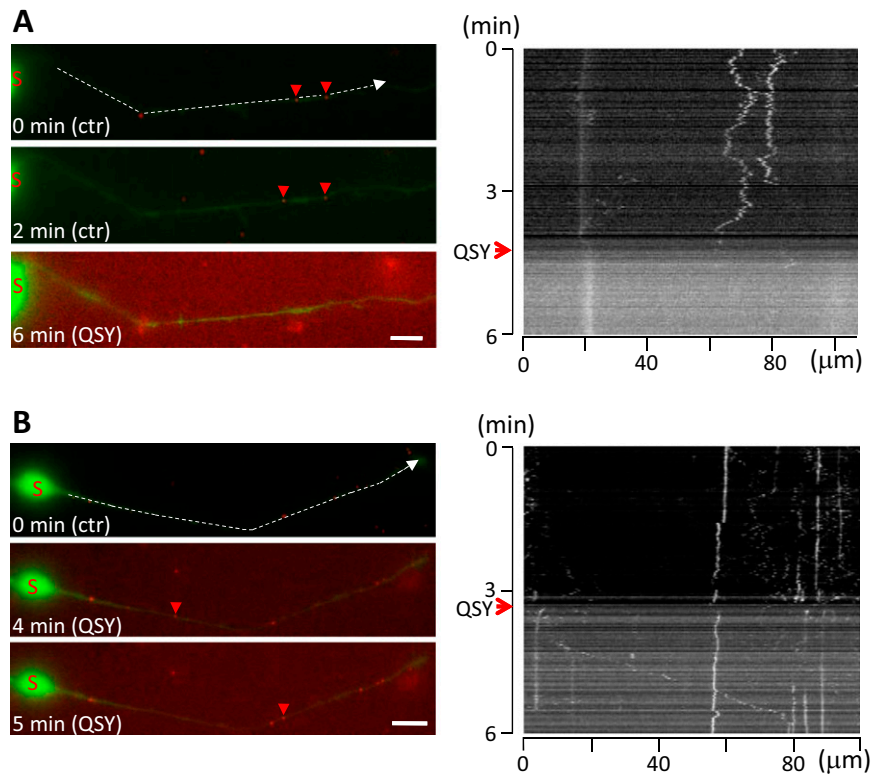 A
S
0 min (ctr)
S
2 min (ctr)
S
6 min (QSY)
(min)
0
3
QSY
6
0
40
80
(μm)
B
S
0 min (ctr)
S
4 min (QSY)
S
5 min (QSY)
(min)
0
3
QSY
6
0
40
80
(μm)